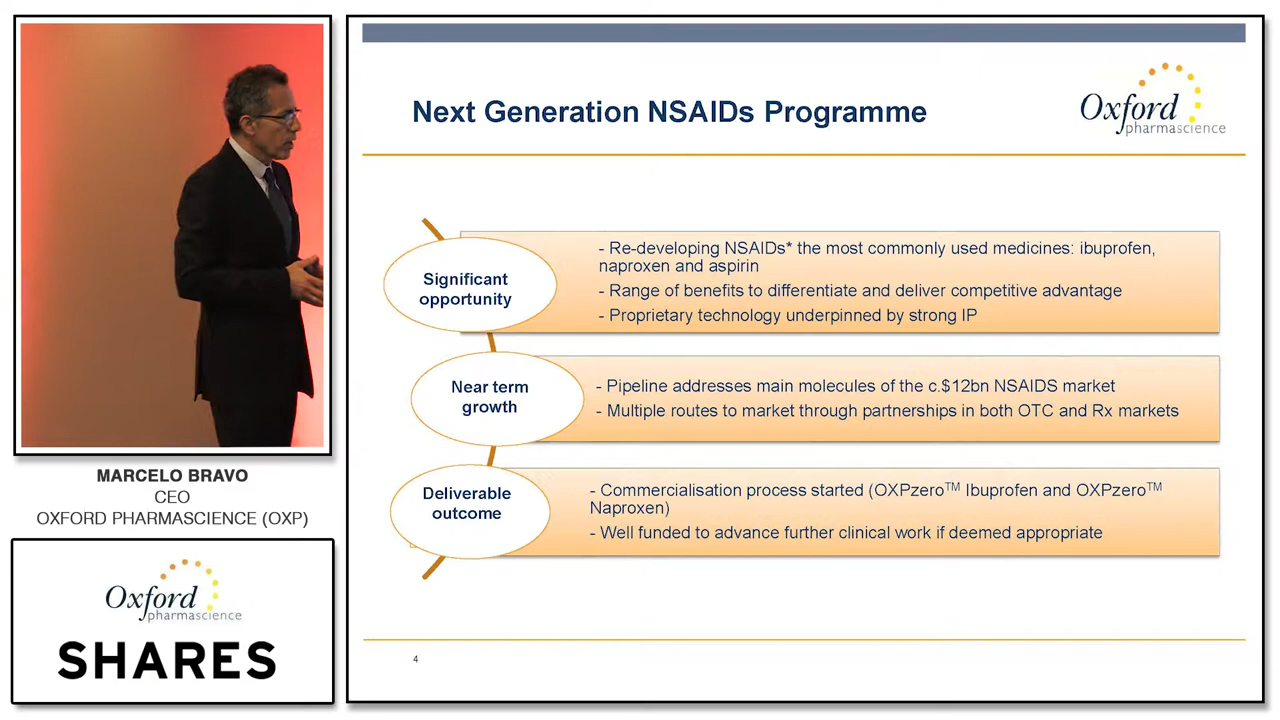 Next Generation NSAIDs Programme
Oxford
pharmascience
Significant
opportunity
- Re-developing NSAIDs* the most commonly used medicines: ibuprofen,
naproxen and aspirin
- Range of benefits to differentiate and deliver competitive advantage
- Proprietary technology underpinned by strong IP
Near term
growth
- Pipeline addresses main molecules of the c.$12bn NSAIDS market
- Multiple routes to market through partnerships in both OTC and Rx markets
Deliverable
outcome
- Commercialisation process started (OXPzero™ Ibuprofen and OXPzero™
Naproxen)
- Well funded to advance further clinical work if deemed appropriate
4
MARCELO BRAVO
CEO
OXFORD PHARMASCIENCE (OXP)
Oxford
pharmascience
SHARES